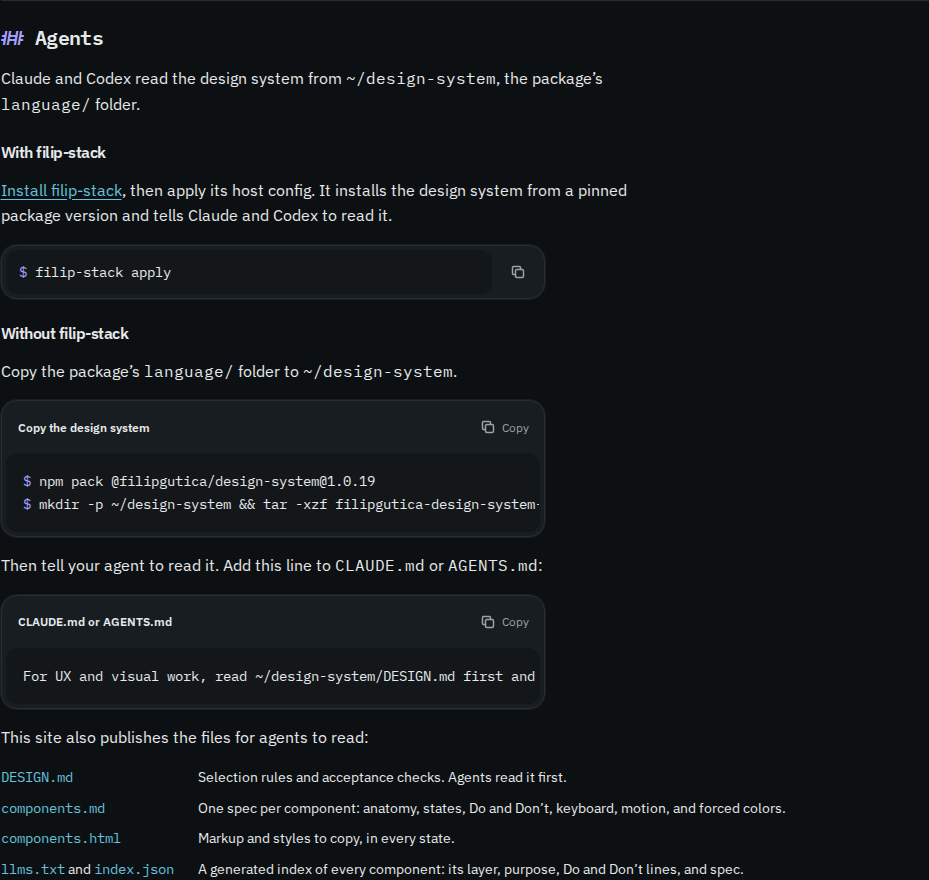 ## Agents
Claude and Codex read the design system from ~/design-system, the package’s
language/ folder.
With filip-stack
Install filip-stack, then apply its host config. It installs the design system from a pinned
package version and tells Claude and Codex to read it.
$ filip-stack apply
Without filip-stack
Copy the package’s language/ folder to ~/design-system.
Copy the design system Copy
$ npm pack @filipgutica/design-system@1.0.19
$ mkdir -p ~/design-system && tar -xzf filipgutica-design-system-
Then tell your agent to read it. Add this line to CLAUDE.md or AGENTS.md:
CLAUDE.md or AGENTS.md Copy
For UX and visual work, read ~/design-system/DESIGN.md first and
This site also publishes the files for agents to read:
DESIGN.md Selection rules and acceptance checks. Agents read it first.
components.md One spec per component: anatomy, states, Do and Don’t, keyboard, motion, and forced colors.
components.html Markup and styles to copy, in every state.
llms.txt and index.json A generated index of every component: its layer, purpose, Do and Don’t lines, and spec.